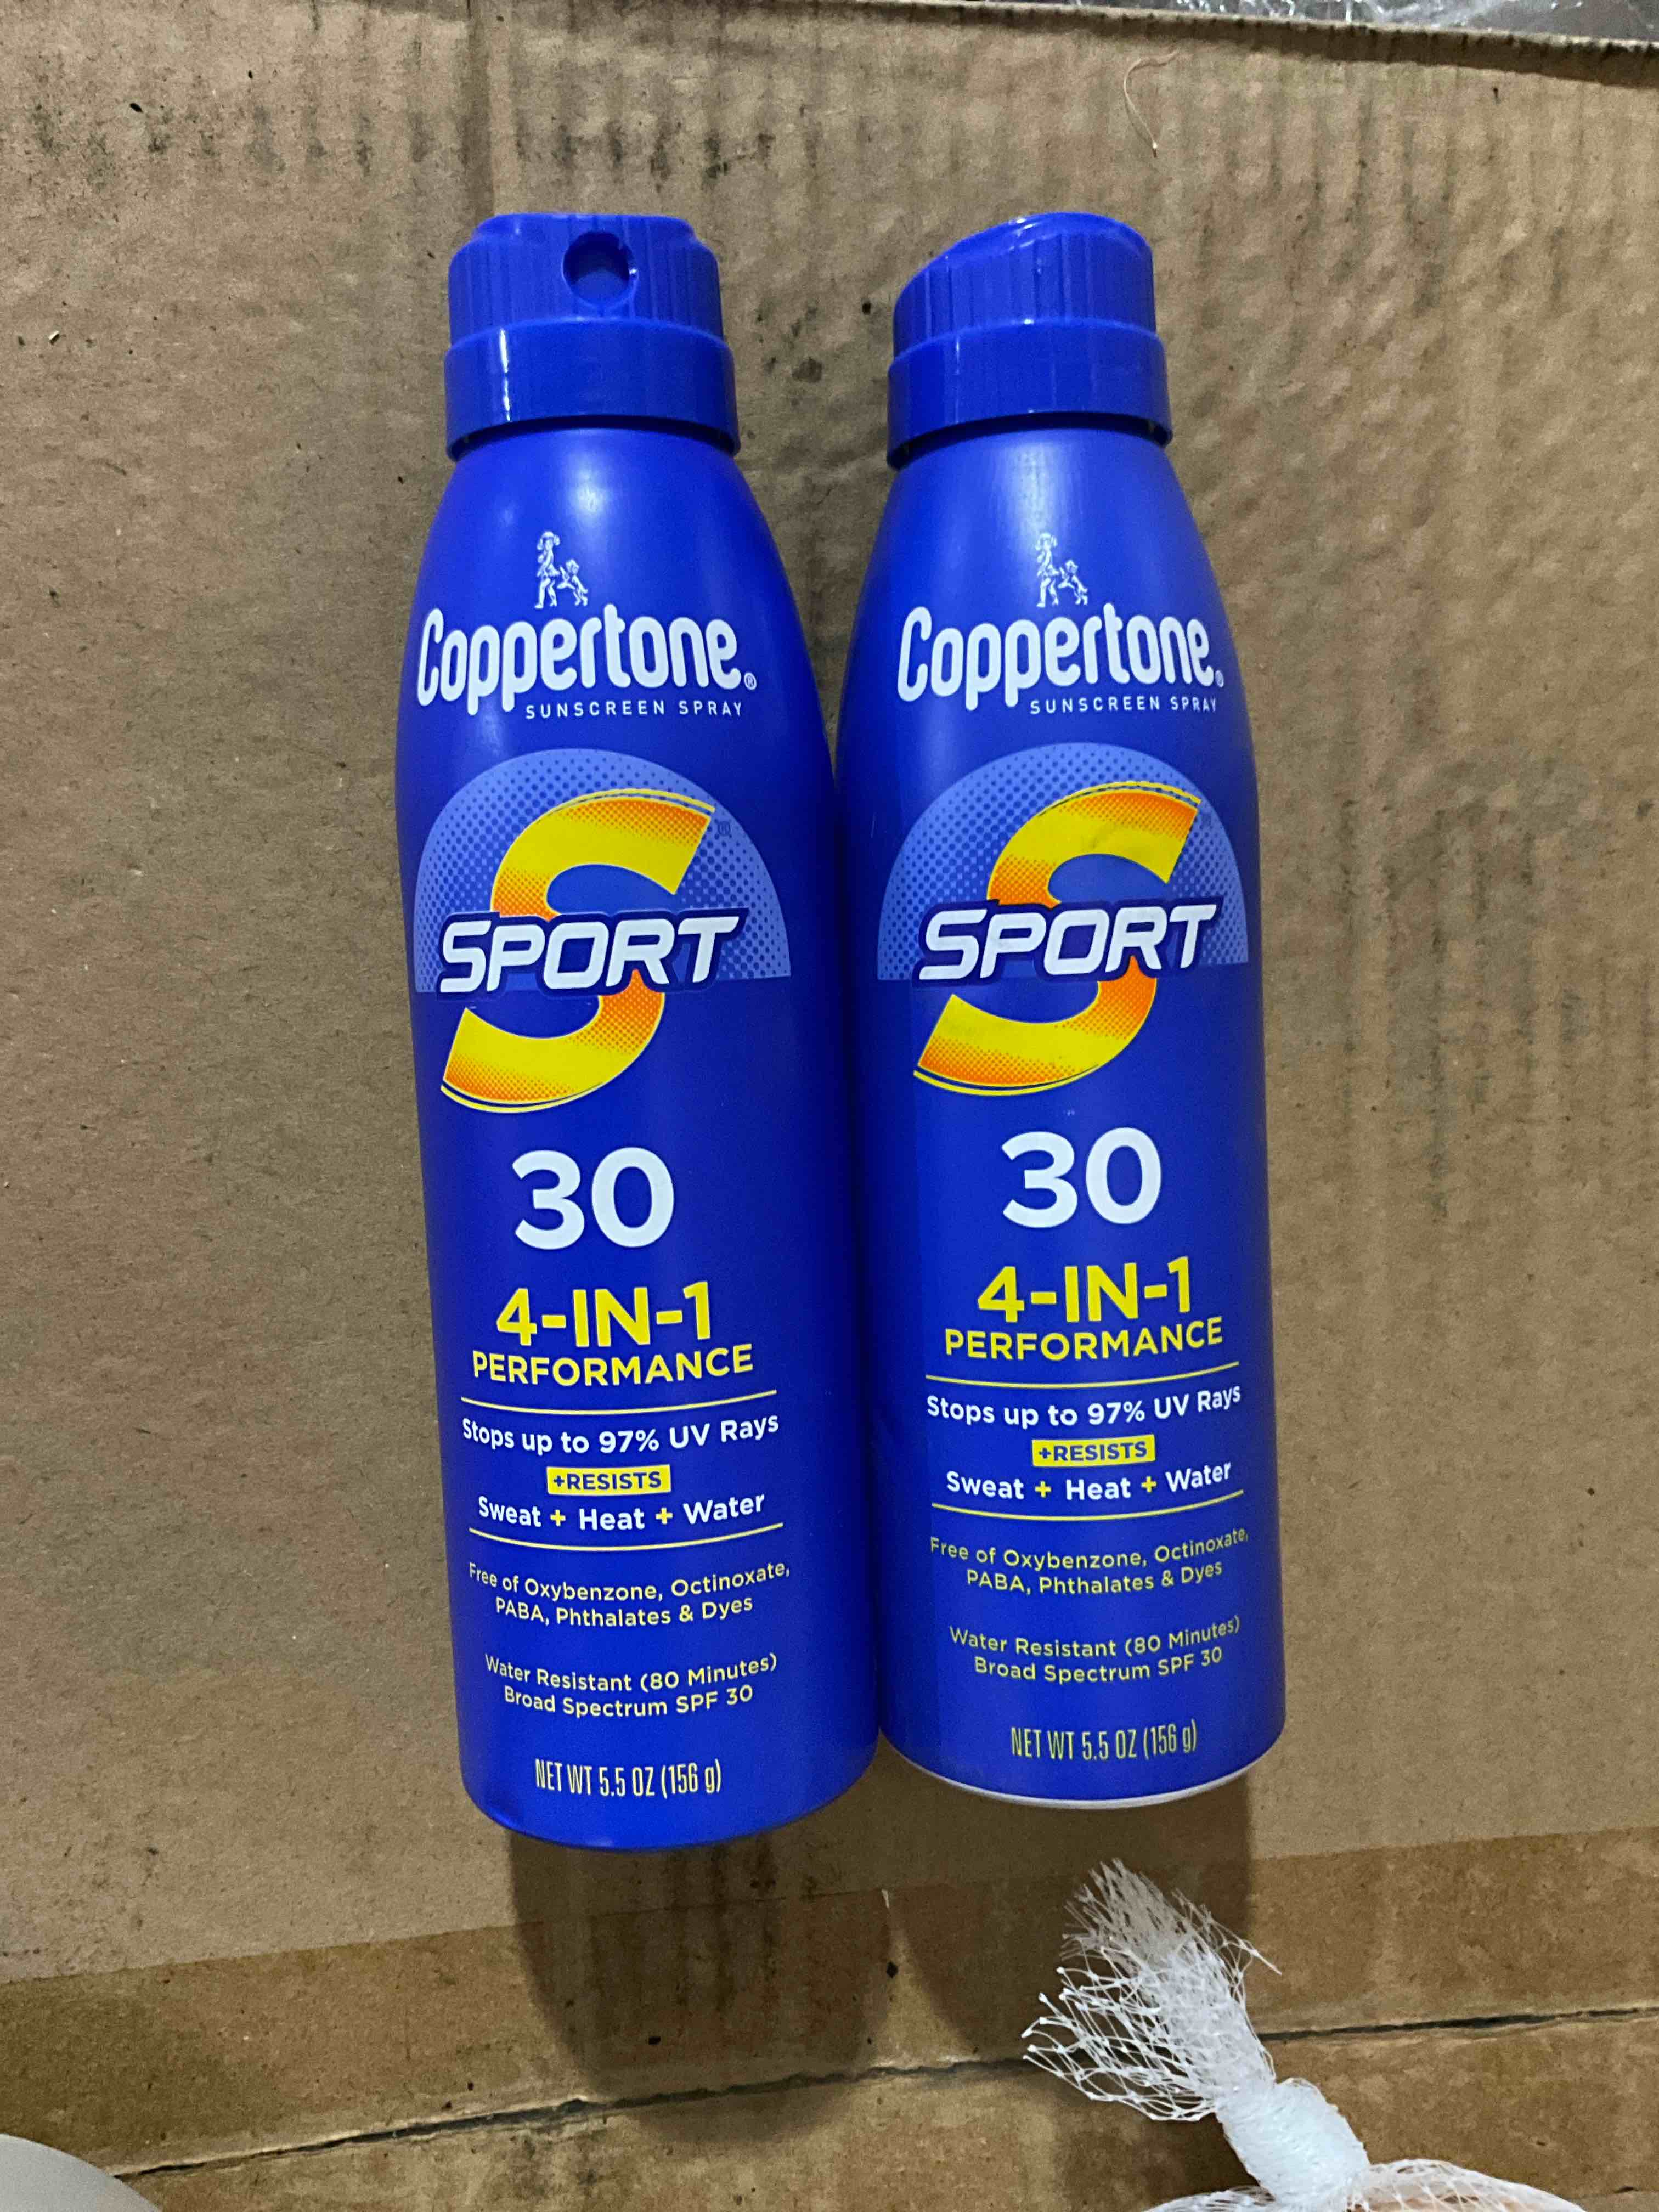 Coppertone®
SUNSCREEN SPRAY
SPORT
30
4-IN-1
PERFORMANCE
Stops up to 97% UV Rays
+RESISTS
Sweat + Heat + Water
Free of Oxybenzone, Octinoxate,
PABA, Phthalates & Dyes
Water Resistant (80 Minutes)
Broad Spectrum SPF 30
NET WT 5.5 OZ (156 g)
Coppertone®
SUNSCREEN SPRAY
SPORT
30
4-IN-1
PERFORMANCE
Stops up to 97% UV Rays
+RESISTS
Sweat + Heat + Water
Free of Oxybenzone, Octinoxate,
PABA, Phthalates & Dyes
Water Resistant (80 Minutes)
Broad Spectrum SPF 30
NET WT 5.5 OZ (156 g)